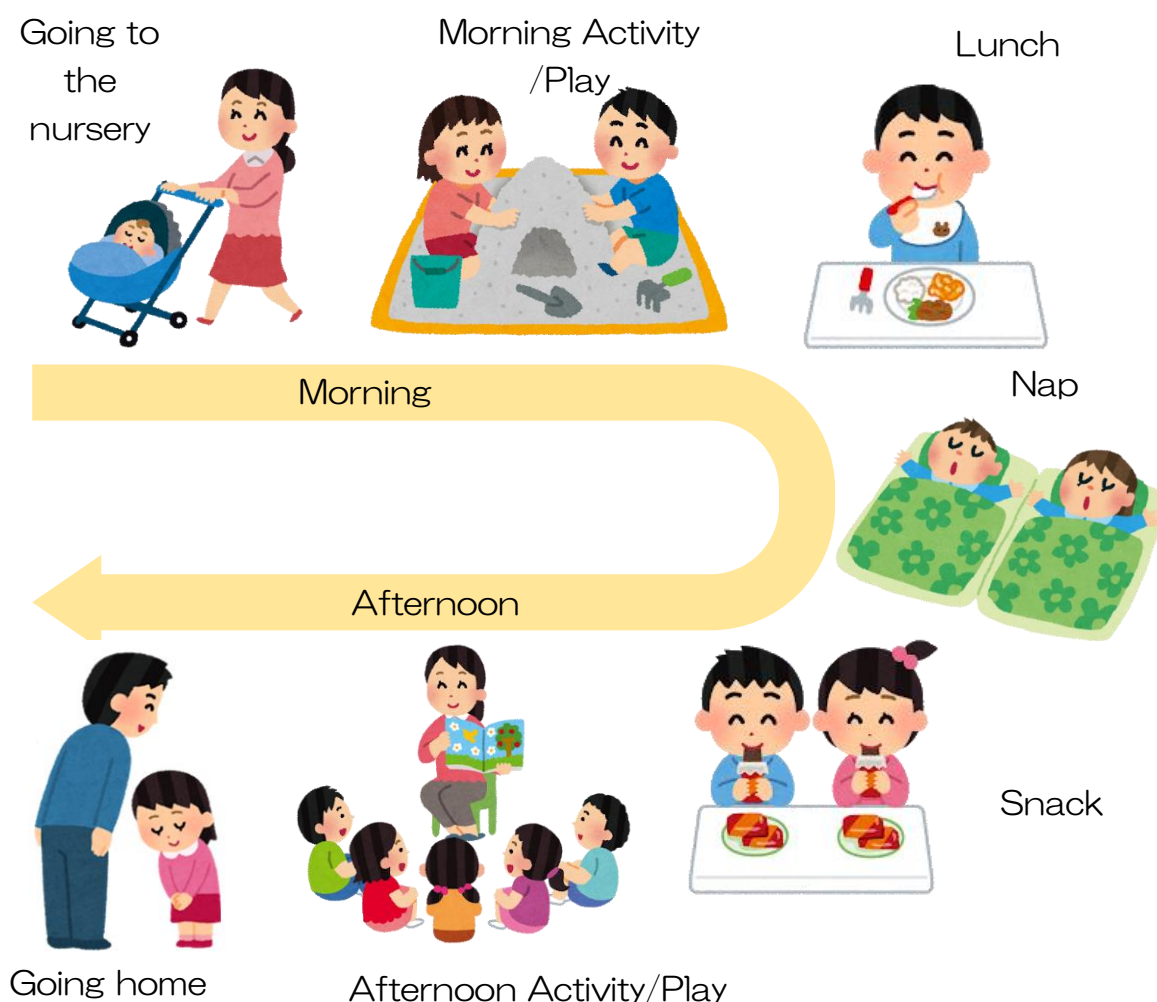 Going to
the
nursery
Morning Activity
/Play
Lunch
Morning
Nap
Afternoon
Snack
Going home
Afternoon Activity/Play